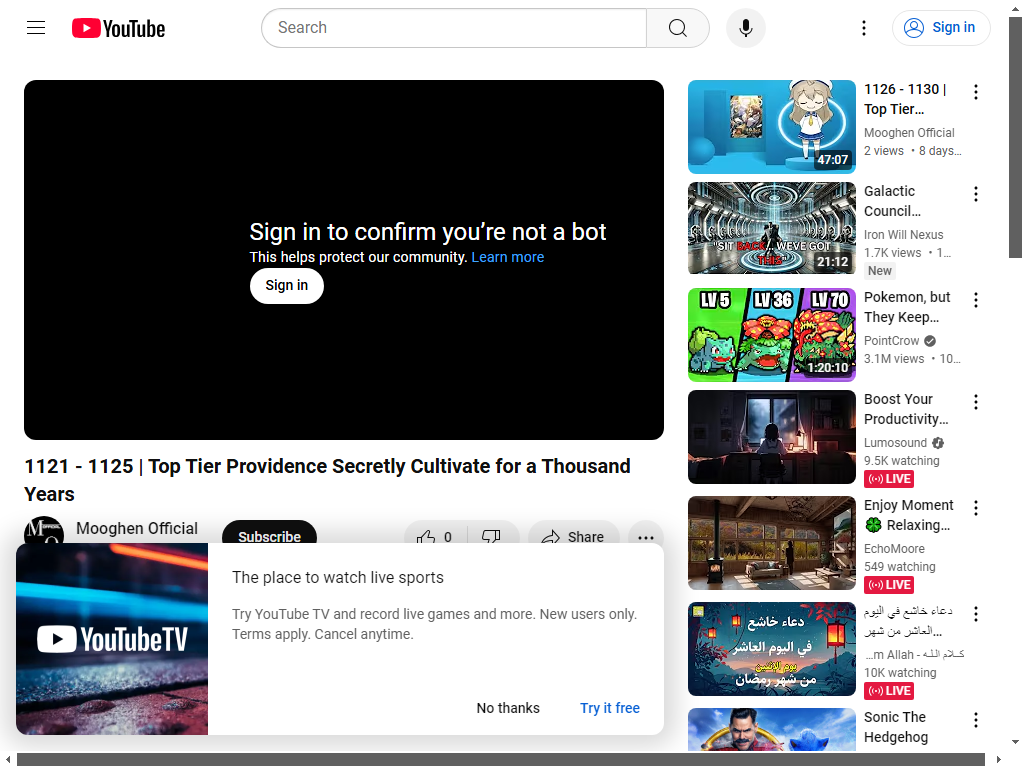 YouTube
Search
Sign in
Sign in to confirm you’re not a bot
This helps protect our community. Learn more
Sign in
1121 - 1125 | Top Tier Providence Secretly Cultivate for a Thousand
Years
Mooghen Official
Subscribe
0
Share
YouTubeTV
The place to watch live sports
Try YouTube TV and record live games and more. New users only.
Terms apply. Cancel anytime.
No thanks
Try it free
47:07
1126 - 1130 |
Top Tier…
Mooghen Official
2 views • 8 days…
"SIT BACK... WE'VE GOT
THIS"
21:12
Galactic
Council…
Iron Will Nexus
1.7K views • 1…
New
LV 5 LV 36 LV 70
1:20:10
Pokemon, but
They Keep…
PointCrow
3.1M views • 10…
Boost Your
Productivity…
Lumosound
9.5K watching
LIVE
Enjoy Moment
🍀 Relaxing…
EchoMoore
549 watching
LIVE
دعاء خاشع
في اليوم العاشر
يوم الإثنين
من شهر رمضان
دعاء خاشع في اليوم
العاشر من شهر…
كـــلام اللـه - m Allah…
10K watching
LIVE
Sonic The
Hedgehog